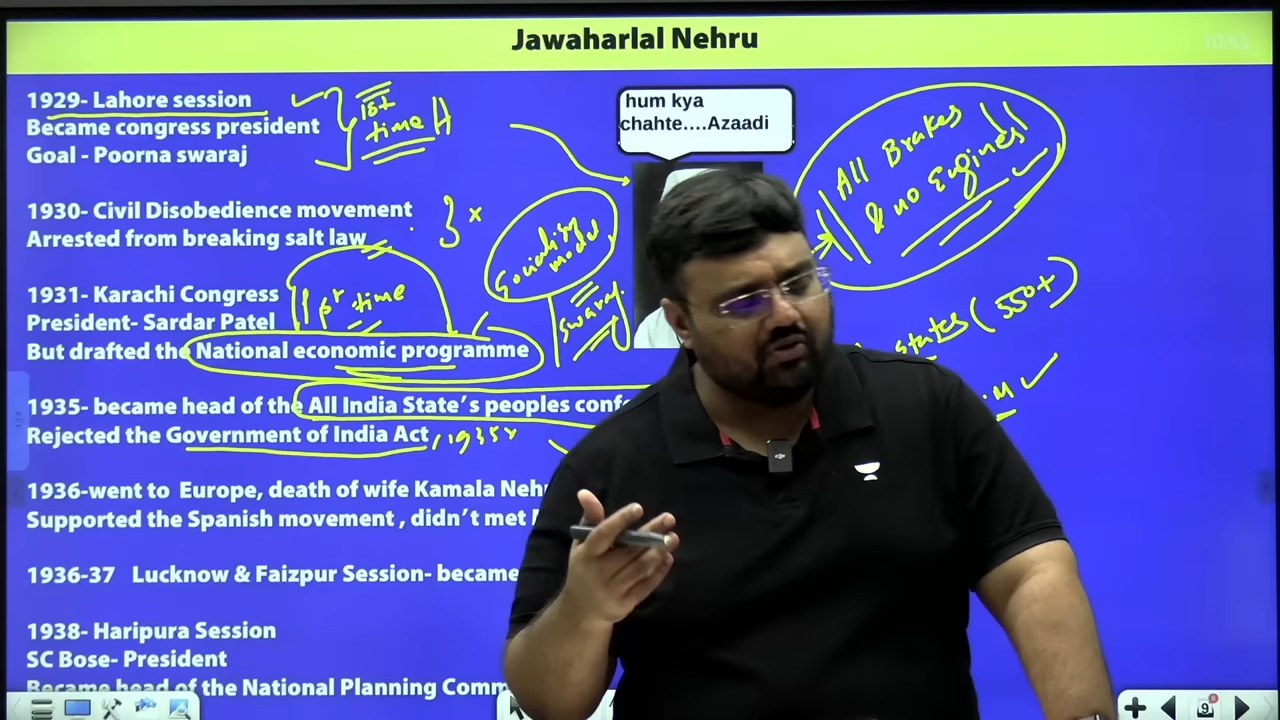 Jawaharlal Nehru
1929- Lahore session
Became congress president
Goal - Poorna swaraj
1st
time
hum kya
chahte....Azaadi
All Brakes
& no Engines
1930- Civil Disobedience movement
Arrested from breaking salt law
3 x
Socialism
model
swaraj
1931- Karachi Congress
President- Sardar Patel
But drafted the National economic programme
1st time
states (550+)
1935- became head of the All India State's peoples conf
Rejected the Government of India Act, 1935 x
1936-went to Europe, death of wife Kamala Neh
Supported the Spanish movement , didn't met
1936-37 Lucknow & Faizpur Session- became
1938- Haripura Session
SC Bose- President
Became head of the National Planning Comm
9